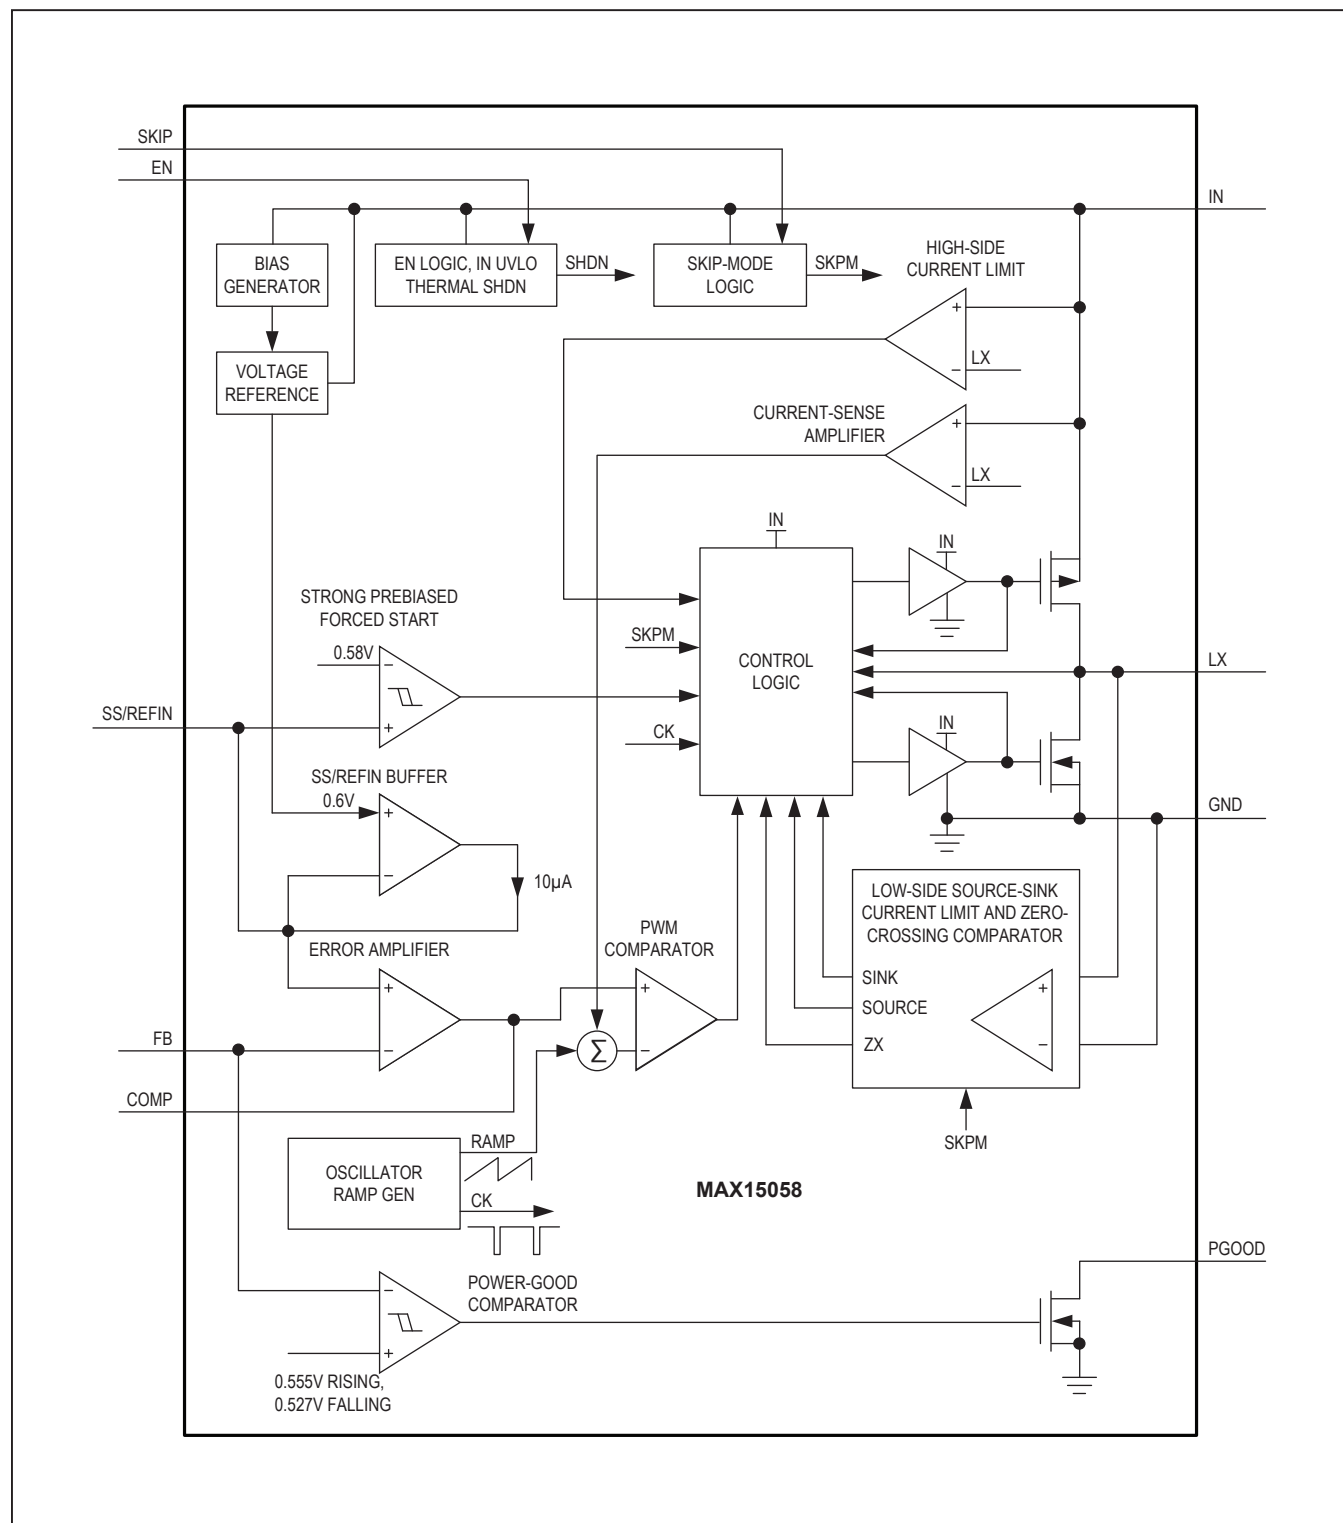 SKIP
EN
IN
BIAS
GENERATOR
EN LOGIC, IN UVLO
THERMAL SHDN
SHDN
SKIP-MODE
LOGIC
SKPM
HIGH-SIDE
CURRENT LIMIT
+
LX
−
VOLTAGE
REFERENCE
CURRENT-SENSE
AMPLIFIER
+
LX
−
IN
IN
STRONG PREBIASED
FORCED START
0.58V
−
+
SKPM
CONTROL
LOGIC
LX
SS/REFIN
CK
IN
SS/REFIN BUFFER
0.6V
+
−
10µA
GND
LOW-SIDE SOURCE-SINK
CURRENT LIMIT AND ZERO-
CROSSING COMPARATOR
SINK
SOURCE
ZX
+
−
SKPM
ERROR AMPLIFIER
+
−
PWM
COMPARATOR
+
−
Σ
FB
COMP
OSCILLATOR
RAMP GEN
RAMP
CK
MAX15058
PGOOD
POWER-GOOD
COMPARATOR
−
+
0.555V RISING,
0.527V FALLING